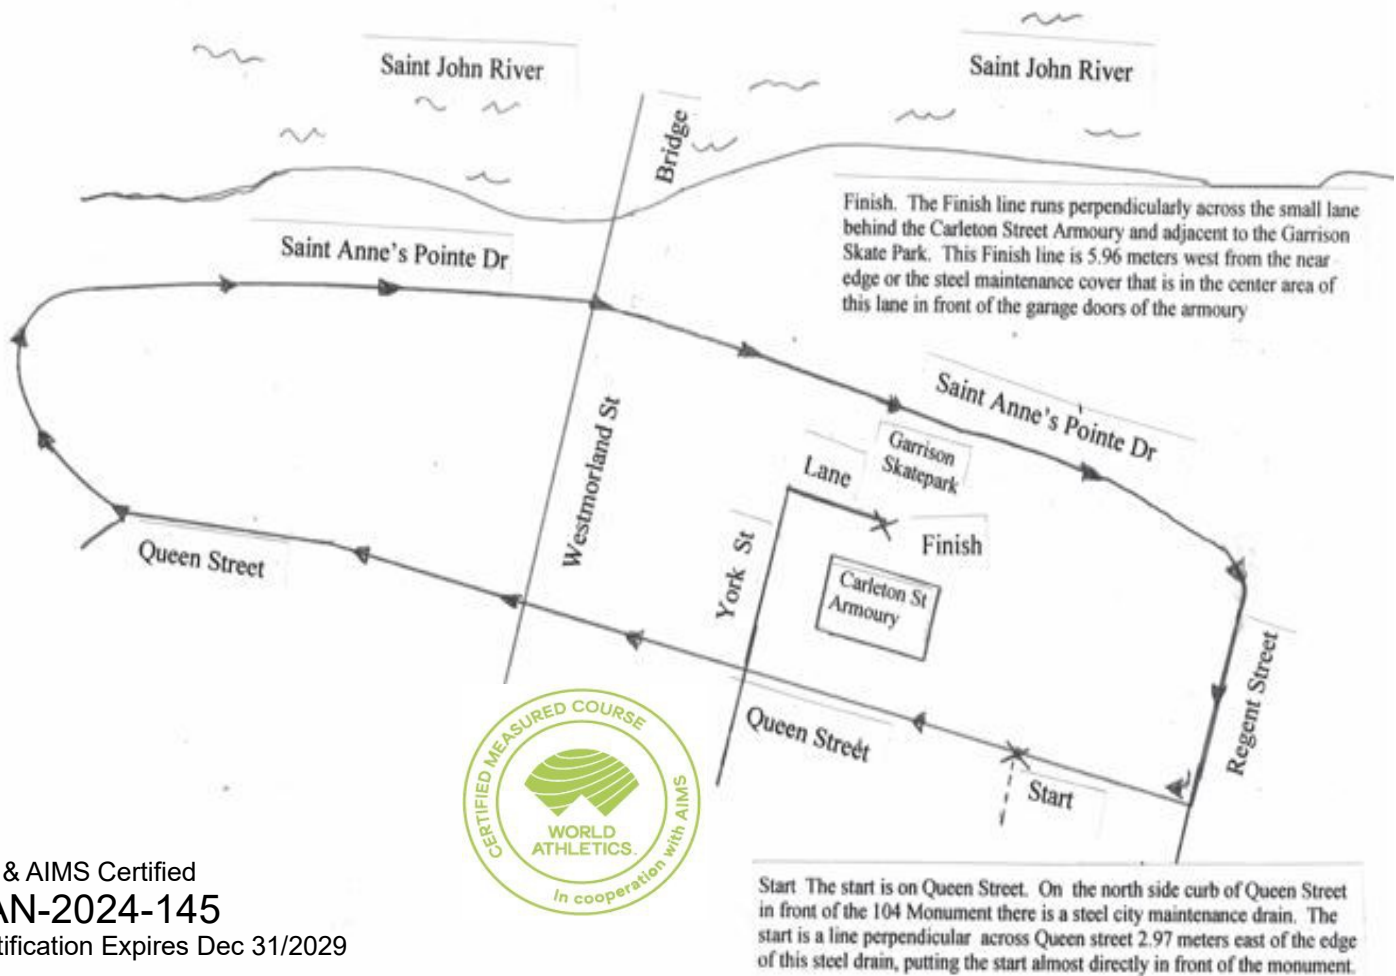 Saint John River
Saint John River
Bridge
Finish. The Finish line runs perpendicularly across the small lane
behind the Carleton Street Armoury and adjacent to the Garrison
Skate Park. This Finish line is 5.96 meters west from the near
edge or the steel maintenance cover that is in the center area of
this lane in front of the garage doors of the armoury
Saint Anne's Pointe Dr
Saint Anne's Pointe Dr
Westmorland St
Garrison
Skatepark
Lane
Finish
York St
Carleton St
Armoury
Queen Street
Regent Street
Queen Street
Start
CERTIFIED MEASURED COURSE
WORLD
ATHLETICS.
In cooperation with AIMS
& AIMS Certified
AN-2024-145
tification Expires Dec 31/2029
Start The start is on Queen Street. On the north side curb of Queen Street
in front of the 104 Monument there is a steel city maintenance drain. The
start is a line perpendicular across Queen street 2.97 meters east of the edge
of this steel drain, putting the start almost directly in front of the monument.